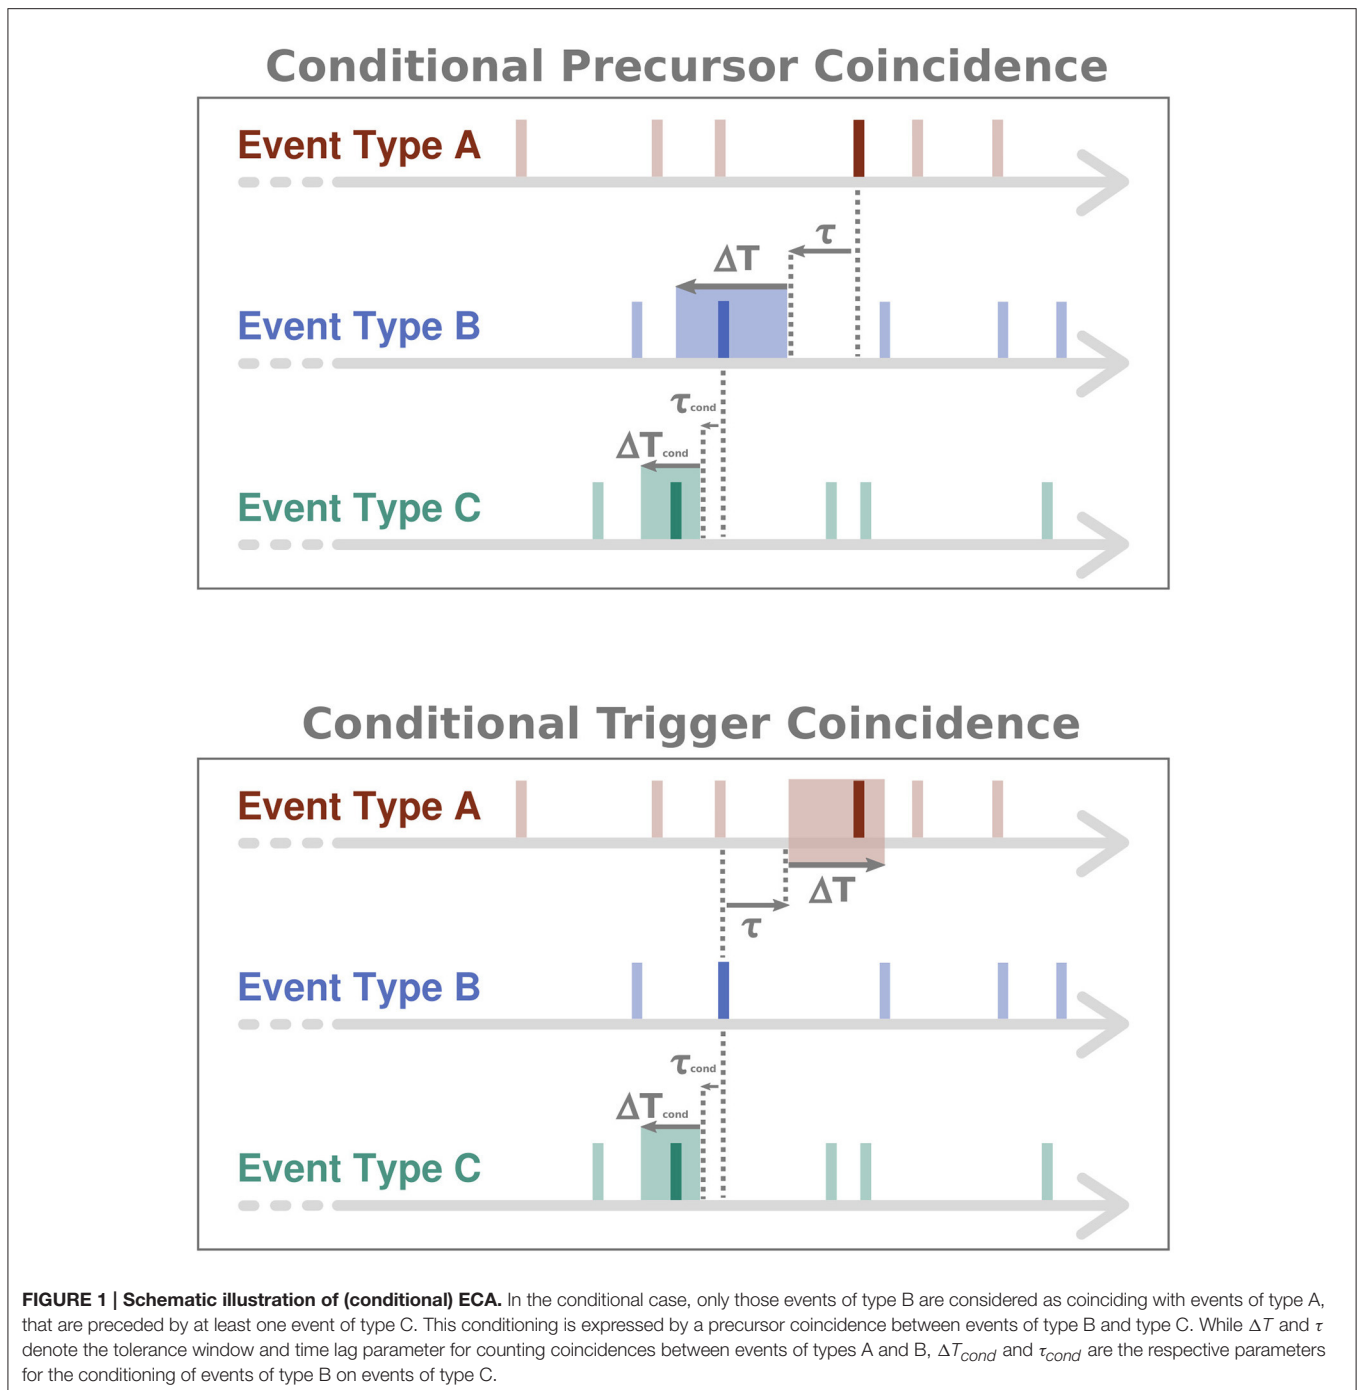 Conditional Precursor Coincidence
Event Type A
τ
ΔT
Event Type B
τcond
ΔTcond
Event Type C
Conditional Trigger Coincidence
Event Type A
ΔT
τ
Event Type B
τcond
ΔTcond
Event Type C
FIGURE 1 | Schematic illustration of (conditional) ECA. In the conditional case, only those events of type B are considered as coinciding with events of type A,
that are preceded by at least one event of type C. This conditioning is expressed by a precursor coincidence between events of type B and type C. While ΔT and τ
denote the tolerance window and time lag parameter for counting coincidences between events of types A and B, ΔTcond and τcond are the respective parameters
for the conditioning of events of type B on events of type C.